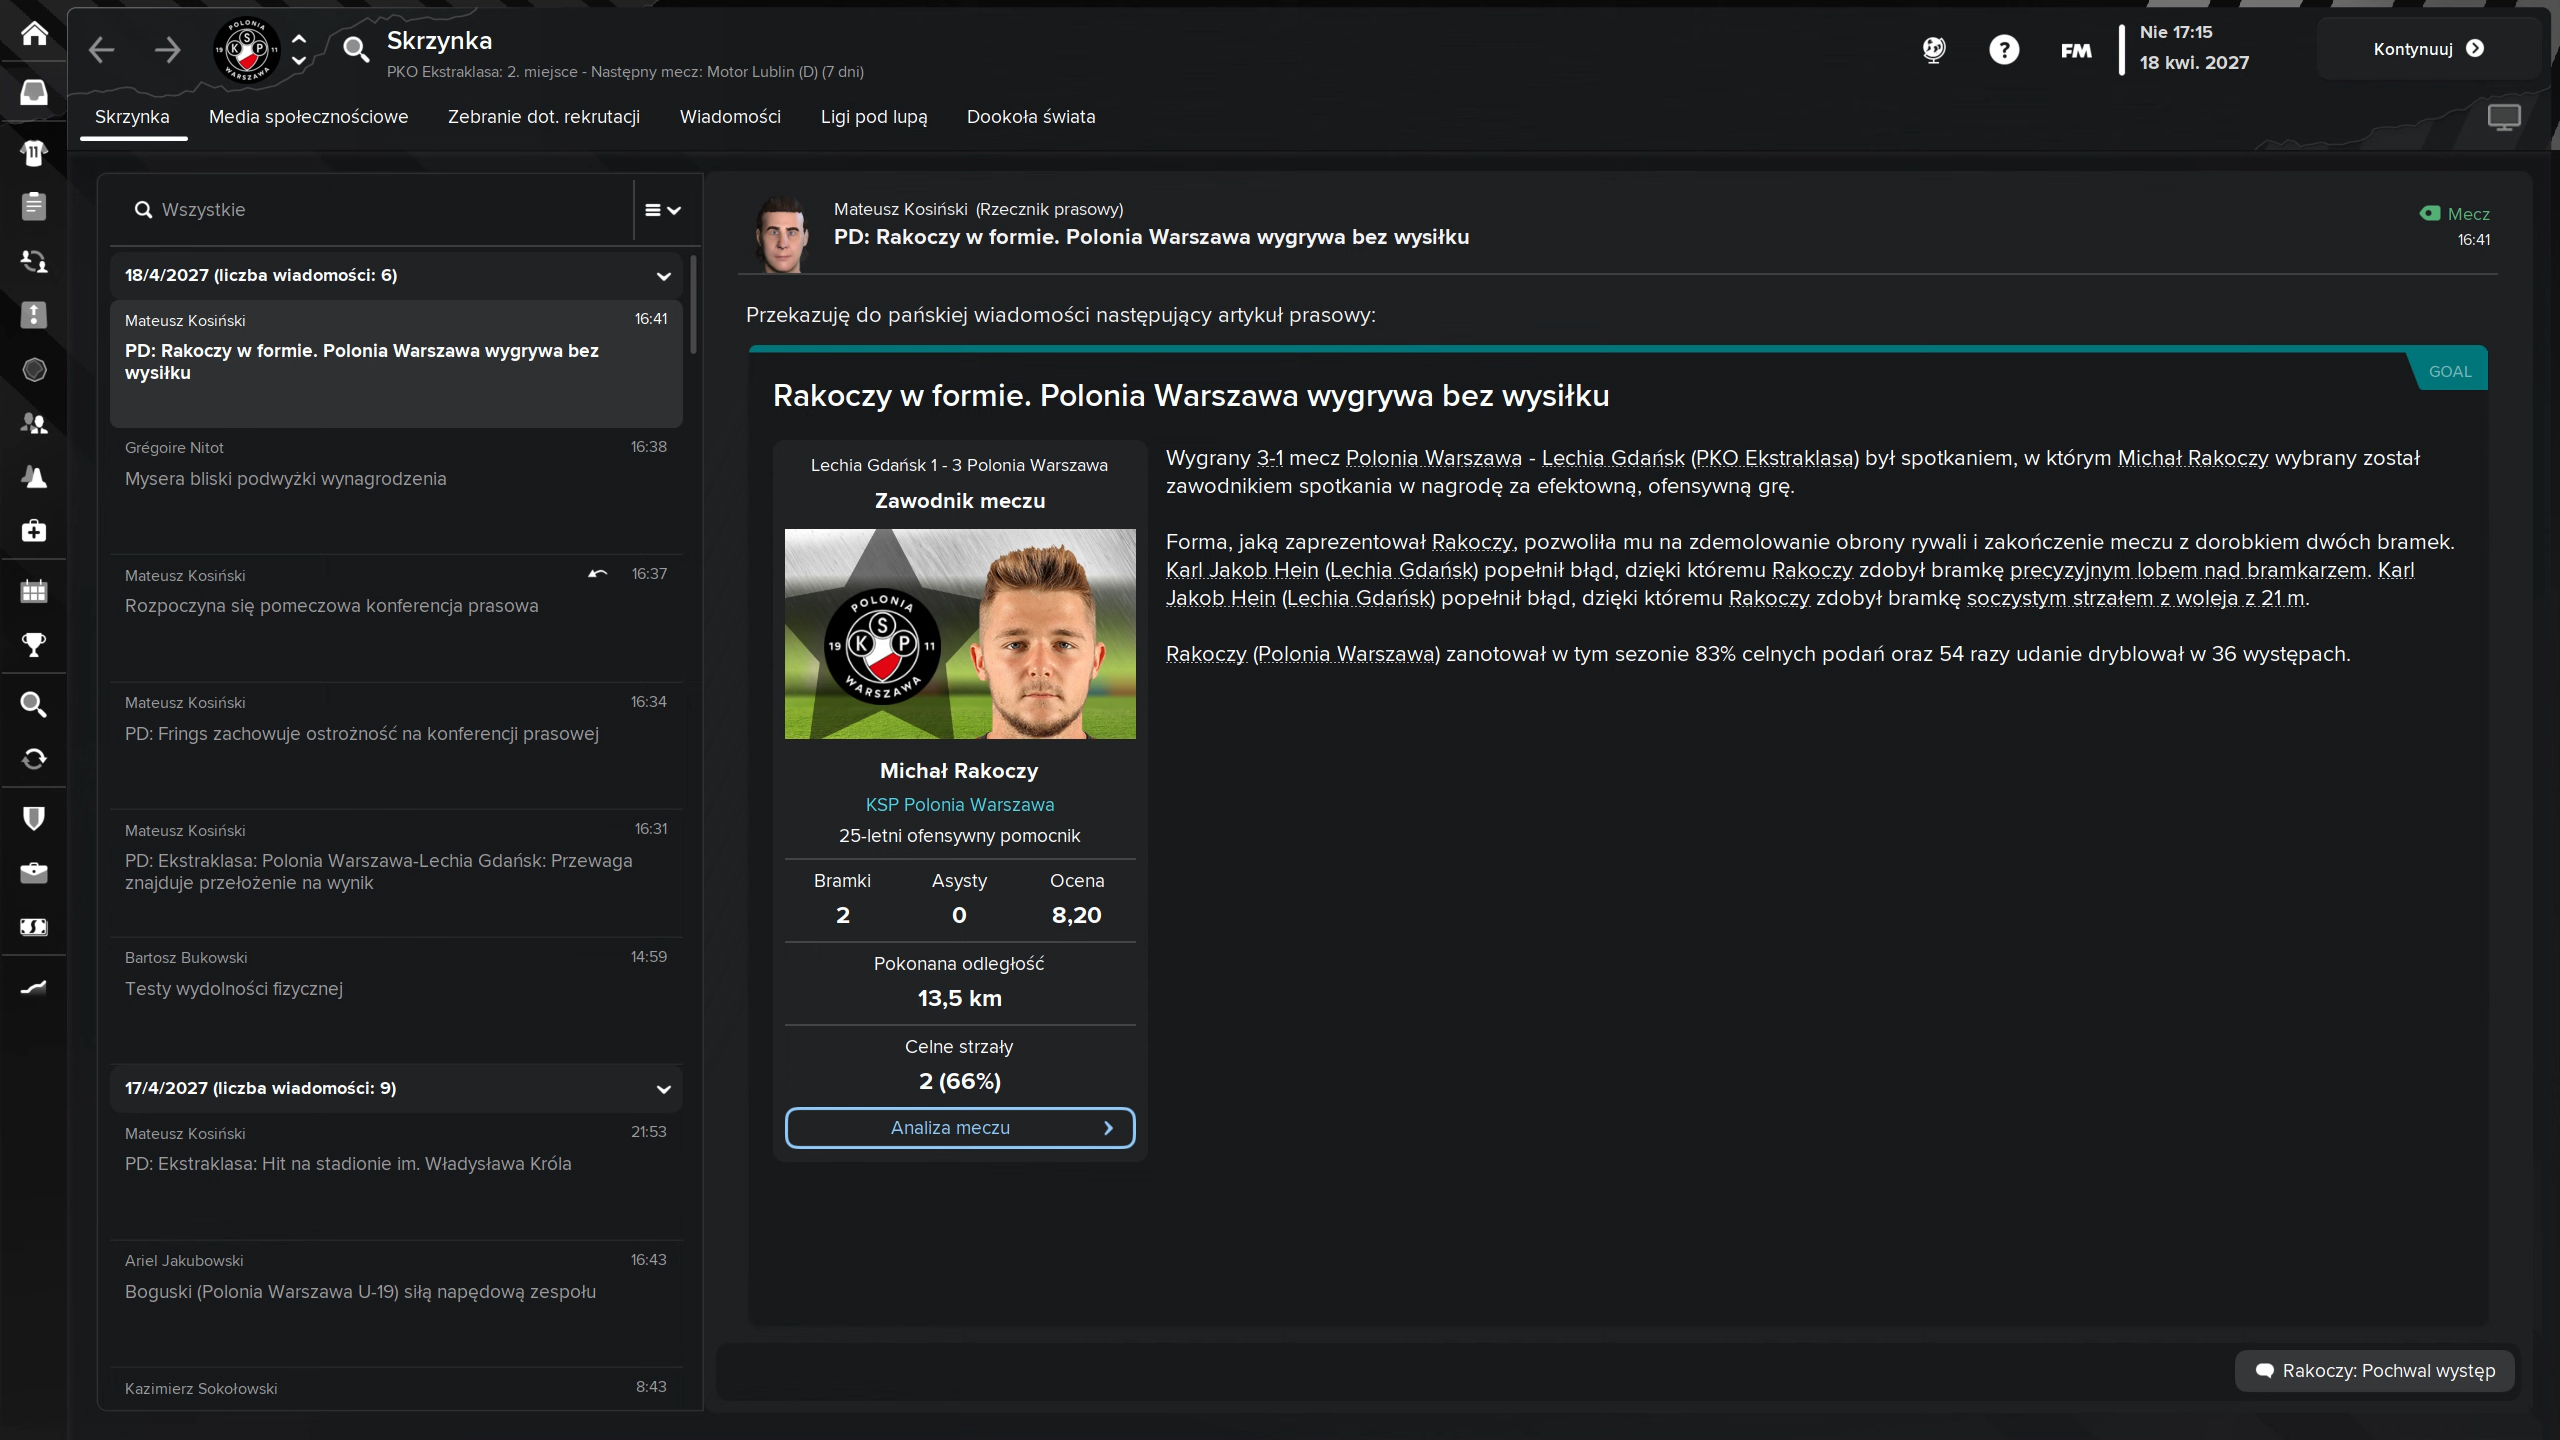 Skrzynka
PKO Ekstraklasa: 2. miejsce - Następny mecz: Motor Lublin (D) (7 dni)
FM
Nie 17:15
18 kwi. 2027
Kontynuuj
Skrzynka
Media społecznościowe
Zebranie dot. rekrutacji
Wiadomości
Ligi pod lupą
Dookoła świata
Wszystkie
18/4/2027 (liczba wiadomości: 6)
Mateusz Kosiński 16:41
PD: Rakoczy w formie. Polonia Warszawa wygrywa bez
wysiłku
Grégoire Nitot 16:38
Mysera bliski podwyżki wynagrodzenia
Mateusz Kosiński 16:37
Rozpoczyna się pomeczowa konferencja prasowa
Mateusz Kosiński 16:34
PD: Frings zachowuje ostrożność na konferencji prasowej
Mateusz Kosiński 16:31
PD: Ekstraklasa: Polonia Warszawa-Lechia Gdańsk: Przewaga
znajduje przełożenie na wynik
Bartosz Bukowski 14:59
Testy wydolności fizycznej
17/4/2027 (liczba wiadomości: 9)
Mateusz Kosiński 21:53
PD: Ekstraklasa: Hit na stadionie im. Władysława Króla
Ariel Jakubowski 16:43
Boguski (Polonia Warszawa U-19) siłą napędową zespołu
Kazimierz Sokołowski 8:43
Mateusz Kosiński (Rzecznik prasowy)
PD: Rakoczy w formie. Polonia Warszawa wygrywa bez wysiłku
Mecz
16:41
Przekazuję do pańskiej wiadomości następujący artykuł prasowy:
GOAL
Rakoczy w formie. Polonia Warszawa wygrywa bez wysiłku
Lechia Gdańsk 1 - 3 Polonia Warszawa
Zawodnik meczu
POLONIA
19 KSP 11
WARSZAWA
Michał Rakoczy
KSP Polonia Warszawa
25-letni ofensywny pomocnik
Bramki Asysty Ocena
2 0 8,20
Pokonana odległość
13,5 km
Celne strzały
2 (66%)
Analiza meczu
Wygrany 3-1 mecz Polonia Warszawa - Lechia Gdańsk (PKO Ekstraklasa) był spotkaniem, w którym Michał Rakoczy wybrany został
zawodnikiem spotkania w nagrodę za efektowną, ofensywną grę.
Forma, jaką zaprezentował Rakoczy, pozwoliła mu na zdemolowanie obrony rywali i zakończenie meczu z dorobkiem dwóch bramek.
Karl Jakob Hein (Lechia Gdańsk) popełnił błąd, dzięki któremu Rakoczy zdobył bramkę precyzyjnym lobem nad bramkarzem. Karl
Jakob Hein (Lechia Gdańsk) popełnił błąd, dzięki któremu Rakoczy zdobył bramkę soczystym strzałem z woleja z 21 m.
Rakoczy (Polonia Warszawa) zanotował w tym sezonie 83% celnych podań oraz 54 razy udanie dryblował w 36 występach.
Rakoczy: Pochwal występ